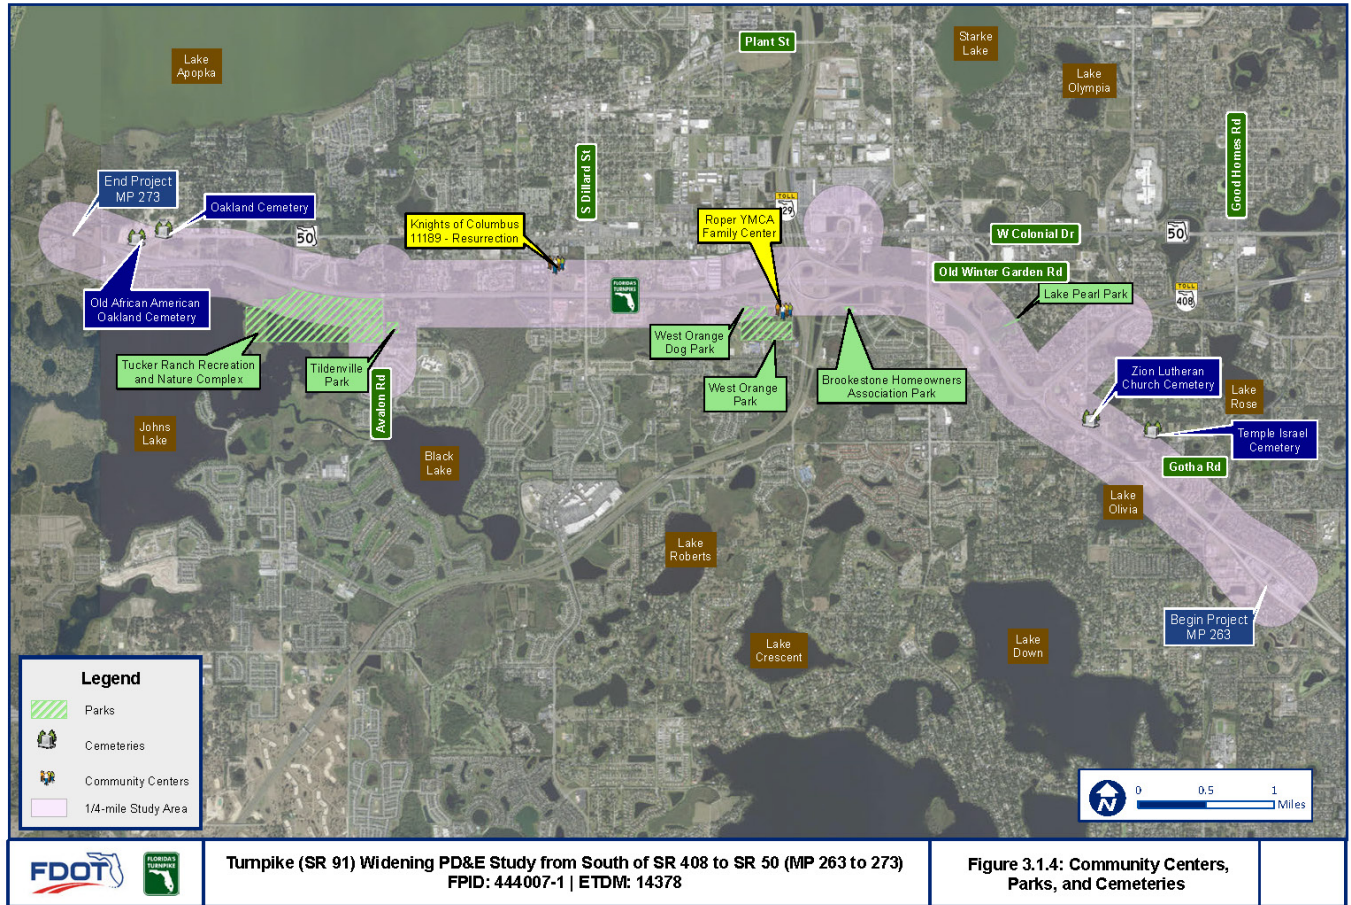 Lake
Apopka
Plant St
Starke
Lake
Lake
Olympia
Good Homes Rd
S Dillard St
End Project
MP 273
Oakland Cemetery
50
Knights of Columbus
11189 - Resurrection
Roper YMCA
Family Center
TOLL
429
W Colonial Dr
50
Old Winter Garden Rd
FLORIDA'S
TURNPIKE
Lake Pearl Park
TOLL
408
Old African American
Oakland Cemetery
Tucker Ranch Recreation
and Nature Complex
Tildenville
Park
Avalon Rd
West Orange
Dog Park
West Orange
Park
Brookestone Homeowners
Association Park
Zion Lutheran
Church Cemetery
Lake
Rose
Temple Israel
Cemetery
Gotha Rd
Johns
Lake
Black
Lake
Lake
Olivia
Lake
Roberts
Begin Project
MP 263
Lake
Crescent
Lake
Down
Legend
Parks
Cemeteries
Community Centers
1/4-mile Study Area
N
0 0.5 1
Miles
FDOT
FLORIDA'S
TURNPIKE
Turnpike (SR 91) Widening PD&E Study from South of SR 408 to SR 50 (MP 263 to 273)
FPID: 444007-1 | ETDM: 14378
Figure 3.1.4: Community Centers,
Parks, and Cemeteries